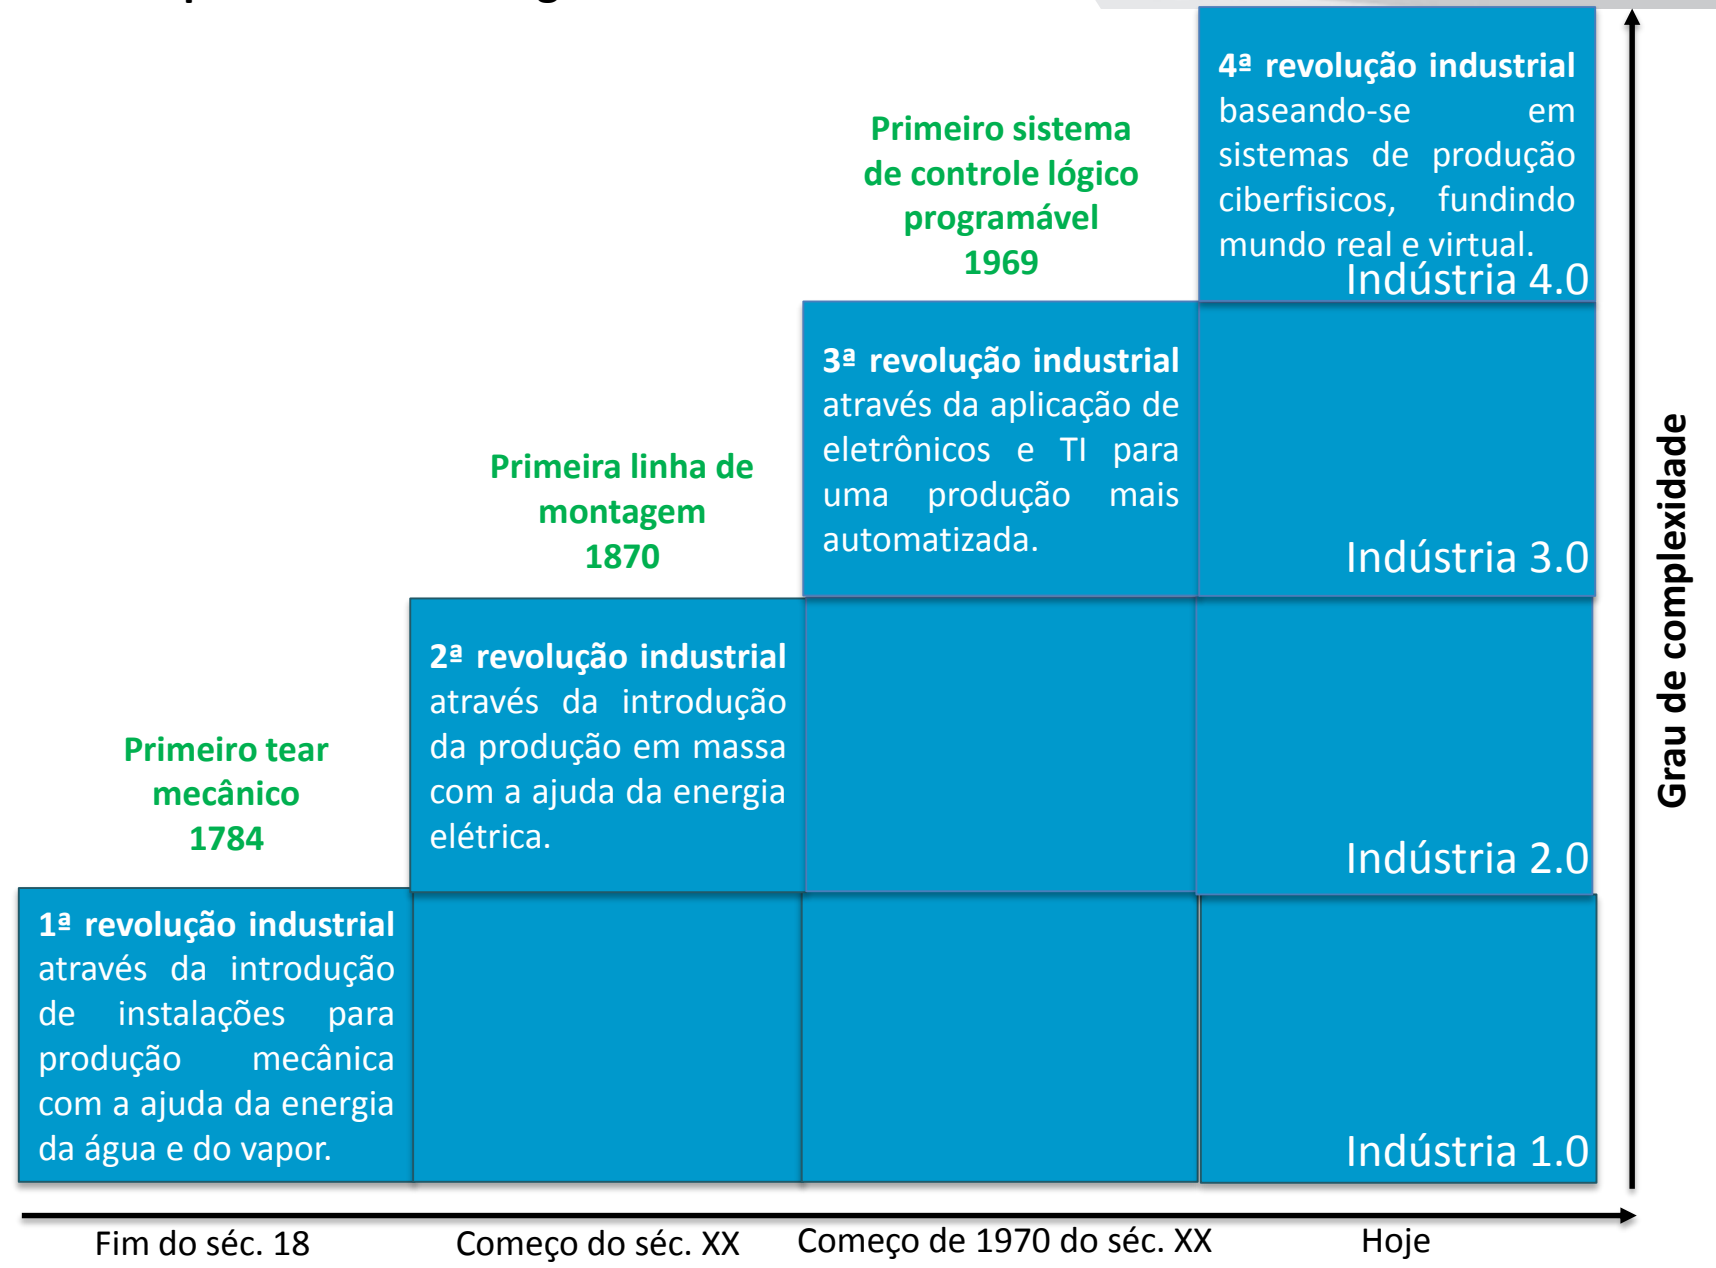 4ª revolução industrial
baseando-se em
sistemas de produção
ciberfisicos, fundindo
mundo real e virtual.
Indústria 4.0
Primeiro sistema
de controle lógico
programável
1969
3ª revolução industrial
através da aplicação de
eletrônicos e TI para
uma produção mais
automatizada.
Indústria 3.0
Primeira linha de
montagem
1870
2ª revolução industrial
através da introdução
da produção em massa
com a ajuda da energia
elétrica.
Indústria 2.0
Primeiro tear
mecânico
1784
1ª revolução industrial
através da introdução
de instalações para
produção mecânica
com a ajuda da energia
da água e do vapor.
Indústria 1.0
Grau de complexidade
Fim do séc. 18
Começo do séc. XX
Começo de 1970 do séc. XX
Hoje